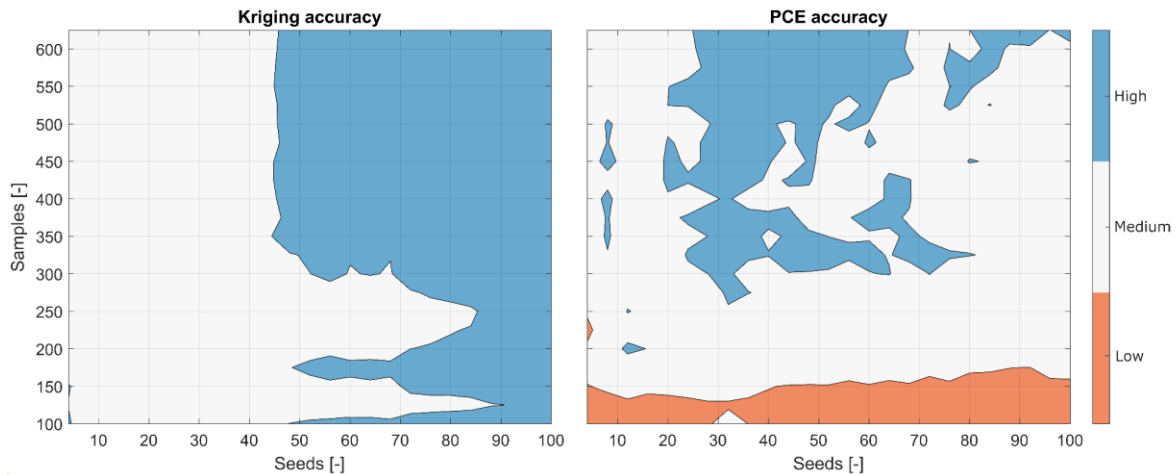 Kriging accuracy
PCE accuracy
600
550
500
450
400
350
300
250
200
150
100
Samples [-]
10 20 30 40 50 60 70 80 90 100
Seeds [-]
10 20 30 40 50 60 70 80 90 100
Seeds [-]
High
Medium
Low